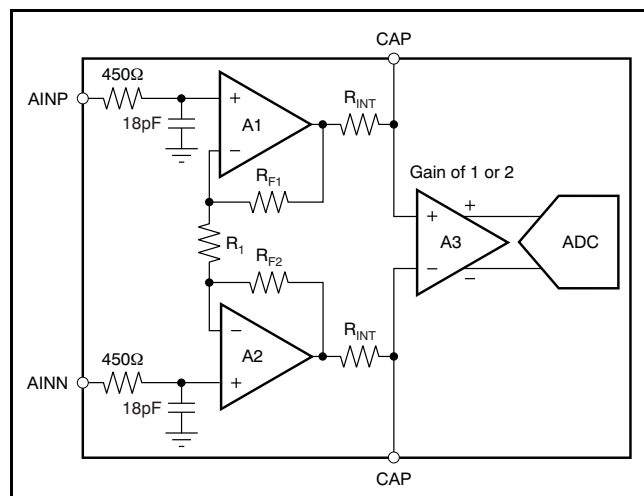 CAP
AINP
450Ω
18pF
+
A1
−
R_INT
R_F1
Gain of 1 or 2
+
+
A3
−
−
ADC
R_1
R_F2
−
A2
+
R_INT
450Ω
AINN
18pF
CAP